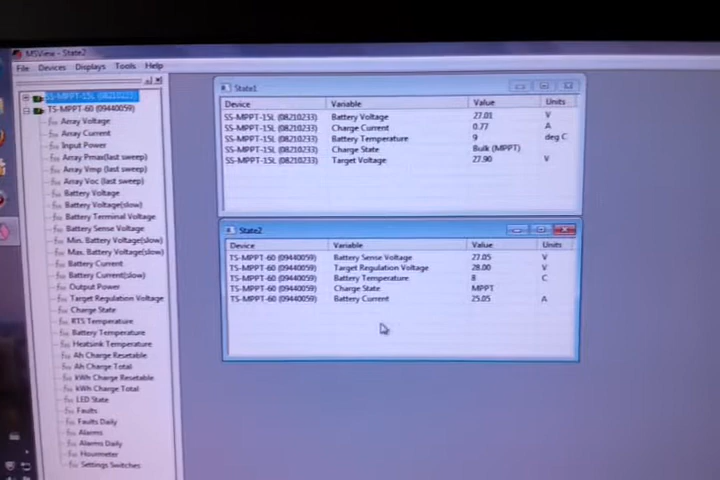 MSView - State2
File Devices Displays Tools Help
SS-MPPT-15L (08210233)
TS-MPPT-60 (09440059)
Array Voltage
Array Current
Input Power
Array Pmax(last sweep)
Array Vmp (last sweep)
Array Voc (last sweep)
Battery Voltage
Battery Voltage(slow)
Battery Terminal Voltage
Battery Sense Voltage
Min. Battery Voltage(slow)
Max. Battery Voltage(slow)
Battery Current
Battery Current(slow)
Output Power
Target Regulation Voltage
Charge State
RTS Temperature
Battery Temperature
Heatsink Temperature
Ah Charge Resetable
Ah Charge Total
kWh Charge Resetable
kWh Charge Total
LED State
Faults
Faults Daily
Alarms
Alarms Daily
Hourmeter
Settings Switches
State1
Device Variable Value Units
SS-MPPT-15L (08210233) Battery Voltage 27.01 V
SS-MPPT-15L (08210233) Charge Current 0.77 A
SS-MPPT-15L (08210233) Battery Temperature 9 deg C
SS-MPPT-15L (08210233) Charge State Bulk (MPPT)
SS-MPPT-15L (08210233) Target Voltage 27.90 V
State2
Device Variable Value Units
TS-MPPT-60 (09440059) Battery Sense Voltage 27.05 V
TS-MPPT-60 (09440059) Target Regulation Voltage 28.00 V
TS-MPPT-60 (09440059) Battery Temperature 8 C
TS-MPPT-60 (09440059) Charge State MPPT
TS-MPPT-60 (09440059) Battery Current 25.05 A